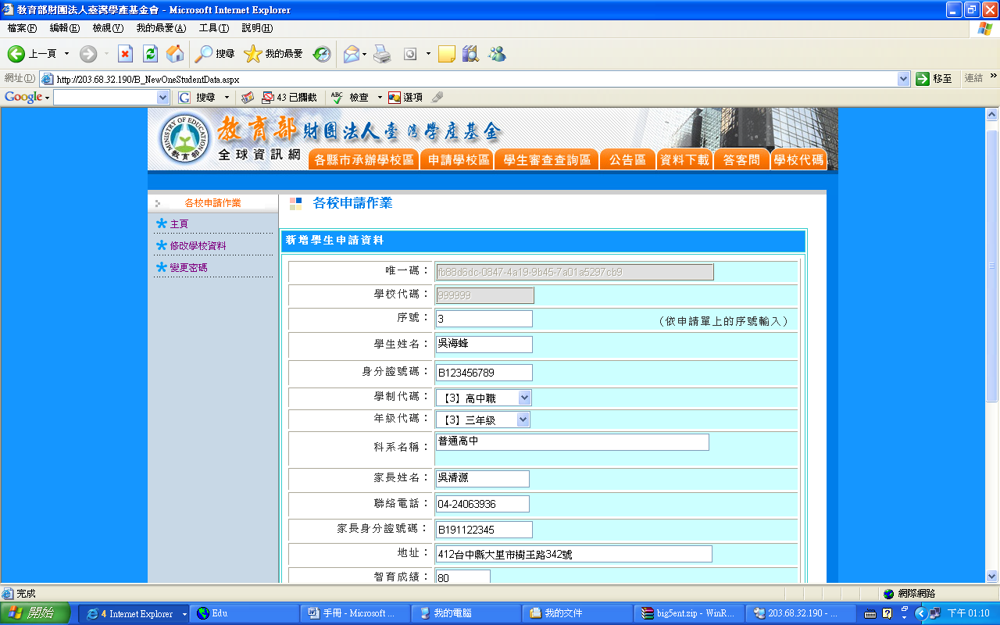 教育部財團法人臺灣學產基金會 - Microsoft Internet Explorer
檔案(F) 編輯(E) 檢視(V) 我的最愛(A) 工具(T) 說明(H)
上一頁 搜尋 我的最愛
網址(D) http://203.68.32.190/B_NewOneStudentData.aspx 移至 連結 »
Google 搜尋 43 已攔截 檢查 選項
MINISTRY OF EDUCATION 教育部
教育部財團法人臺灣學產基金
全球資訊網
各縣市承辦學校區 申請學校區 學生審查查詢區 公告區 資料下載 答客問 學校代碼
各校申請作業
主頁
修改學校資料
變更密碼
各校申請作業
新增學生申請資料
唯一碼： fb88d6dc-0847-4a19-9b45-7a01a5297cb9
學校代碼： 999999
序號： 3 （依申請單上的序號輸入）
學生姓名： 吳海蜂
身分證號碼： B123456789
學制代碼： 【3】高中職
年級代碼： 【3】三年級
科系名稱： 普通高中
家長姓名： 吳清源
聯絡電話： 04-24063936
家長身分證號碼： B191122345
地址： 412台中縣大里市樹王路342號
智育成績： 80
完成 網際網路
開始 4 Internet Explorer Edu 手冊 - Microsoft ... 我的電腦 我的文件 big5ent.zip - WinR... 203.68.32.190 - ... 下午 01:10